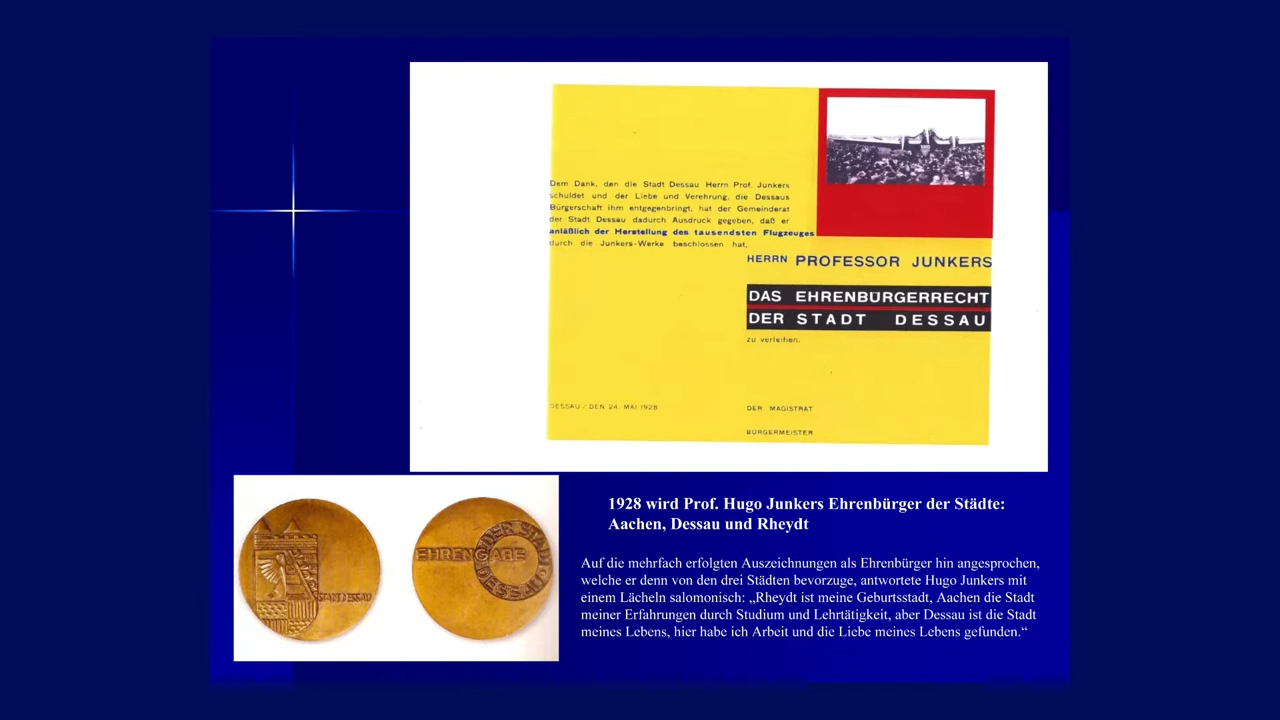 Dem Dank, den die Stadt Dessau Herrn Prof. Junkers
schuldet und der Liebe und Verehrung, die Dessaus
Bürgerschaft ihm entgegenbringt, hat der Gemeinderat
der Stadt Dessau dadurch Ausdruck gegeben, daß er
anläßlich der Herstellung des tausendsten Flugzeuges
durch die Junkers-Werke beschlossen hat,
HERRN PROFESSOR JUNKERS
DAS EHRENBÜRGERRECHT
DER STADT DESSAU
zu verleihen.
DESSAU / DEN 24. MAI 1928
DER MAGISTRAT
BÜRGERMEISTER
STADT DESSAU
EHRENGABE
DER STADT DESSAU
1928 wird Prof. Hugo Junkers Ehrenbürger der Städte:
Aachen, Dessau und Rheydt
Auf die mehrfach erfolgten Auszeichnungen als Ehrenbürger hin angesprochen,
welche er denn von den drei Städten bevorzuge, antwortete Hugo Junkers mit
einem Lächeln salomonisch: „Rheydt ist meine Geburtsstadt, Aachen die Stadt
meiner Erfahrungen durch Studium und Lehrtätigkeit, aber Dessau ist die Stadt
meines Lebens, hier habe ich Arbeit und die Liebe meines Lebens gefunden.“